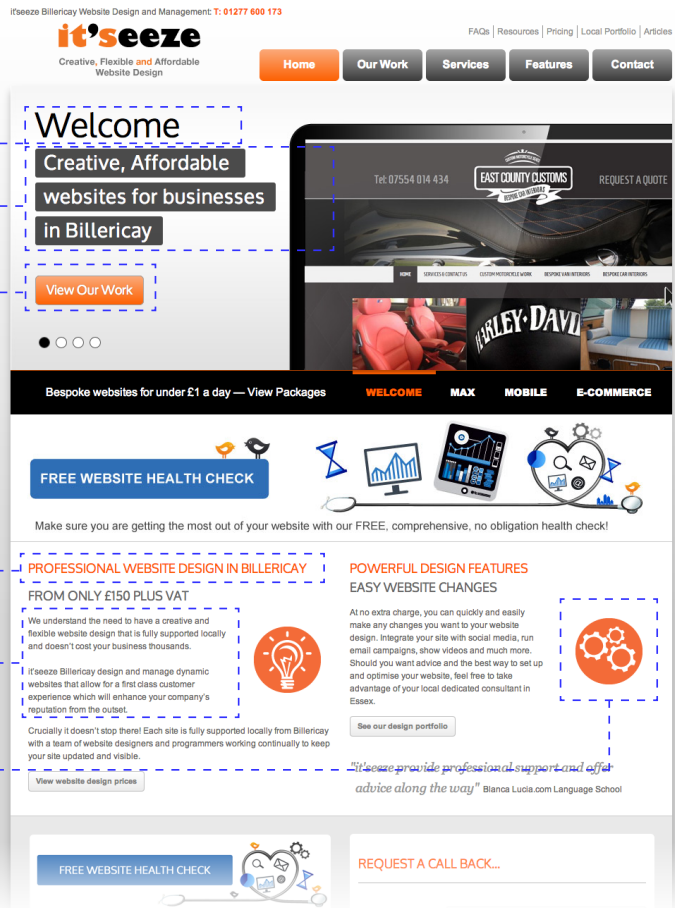 it'seeze Billericay Website Design and Management: T: 01277 600 173
it'seeze
Creative, Flexible and Affordable
Website Design
FAQs | Resources | Pricing | Local Portfolio | Articles
Home
Our Work
Services
Features
Contact
Welcome
Creative, Affordable
websites for businesses
in Billericay
View Our Work
Tel: 07554 014 434
CUSTOM MOTORCYCLE SEATS
EAST COUNTY CUSTOMS
BESPOKE CAR INTERIORS
REQUEST A QUOTE
HOME
SERVICES & CONTACT US
CUSTOM MOTORCYCLE WORK
BESPOKE VAN INTERIORS
BESPOKE CAR INTERIORS
HARLEY-DAVID
Bespoke websites for under £1 a day — View Packages
WELCOME
MAX
MOBILE
E-COMMERCE
FREE WEBSITE HEALTH CHECK
Make sure you are getting the most out of your website with our FREE, comprehensive, no obligation health check!
PROFESSIONAL WEBSITE DESIGN IN BILLERICAY
FROM ONLY £150 PLUS VAT
We understand the need to have a creative and
flexible website design that is fully supported locally
and doesn't cost your business thousands.
it'seeze Billericay design and manage dynamic
websites that allow for a first class customer
experience which will enhance your company's
reputation from the outset.
Crucially it doesn't stop there! Each site is fully supported locally from Billericay
with a team of website designers and programmers working continually to keep
your site updated and visible.
View website design prices
POWERFUL DESIGN FEATURES
EASY WEBSITE CHANGES
At no extra charge, you can quickly and easily
make any changes you want to your website
design. Integrate your site with social media, run
email campaigns, show videos and much more.
Should you want advice and the best way to set up
and optimise your website, feel free to take
advantage of your local dedicated consultant in
Essex.
See our design portfolio
"it'seeze provide professional support and offer
advice along the way" Bianca Lucia.com Language School
FREE WEBSITE HEALTH CHECK
REQUEST A CALL BACK...